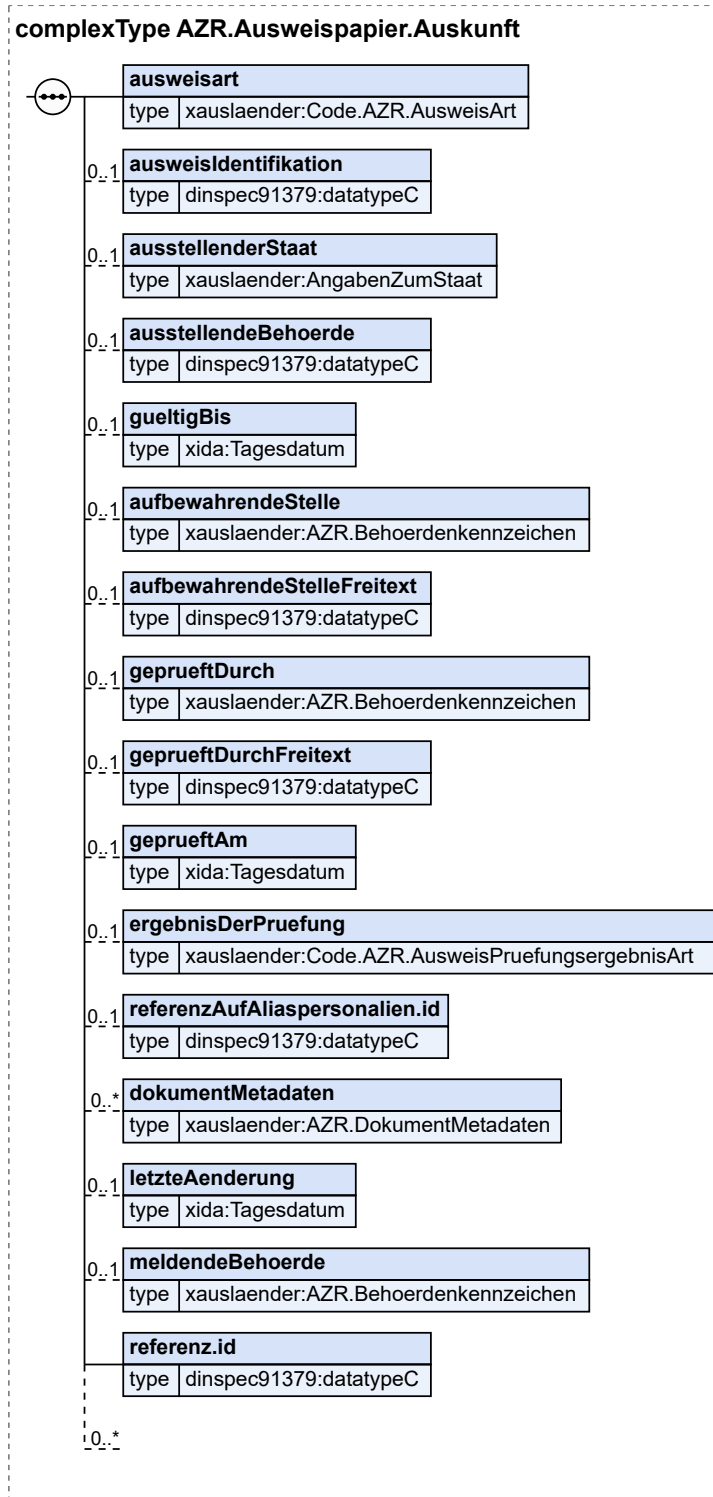 complexType AZR.Ausweispapier.Auskunft
ausweisart
type xauslaender:Code.AZR.AusweisArt
0..1 ausweisIdentifikation
type dinspec91379:datatypeC
0..1 ausstellenderStaat
type xauslaender:AngabenZumStaat
0..1 ausstellendeBehoerde
type dinspec91379:datatypeC
0..1 gueltigBis
type xida:Tagesdatum
0..1 aufbewahrendeStelle
type xauslaender:AZR.Behoerdenkennzeichen
0..1 aufbewahrendeStelleFreitext
type dinspec91379:datatypeC
0..1 geprueftDurch
type xauslaender:AZR.Behoerdenkennzeichen
0..1 geprueftDurchFreitext
type dinspec91379:datatypeC
0..1 geprueftAm
type xida:Tagesdatum
0..1 ergebnisDerPruefung
type xauslaender:Code.AZR.AusweisPruefungsergebnisArt
0..1 referenzAufAliaspersonalien.id
type dinspec91379:datatypeC
0..* dokumentMetadaten
type xauslaender:AZR.DokumentMetadaten
0..1 letzteAenderung
type xida:Tagesdatum
0..1 meldendeBehoerde
type xauslaender:AZR.Behoerdenkennzeichen
referenz.id
type dinspec91379:datatypeC
0..*